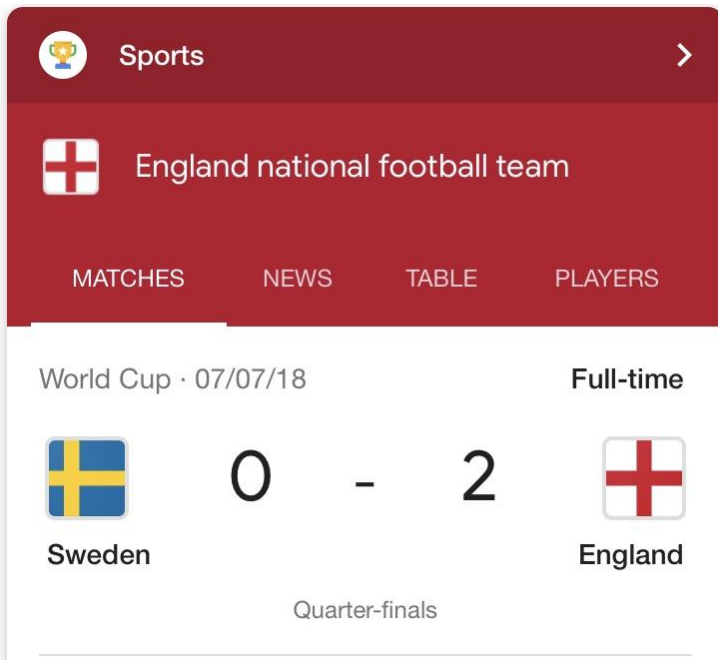 Sports
England national football team
MATCHES NEWS TABLE PLAYERS
World Cup · 07/07/18 Full-time
0 - 2
Sweden England
Quarter-finals